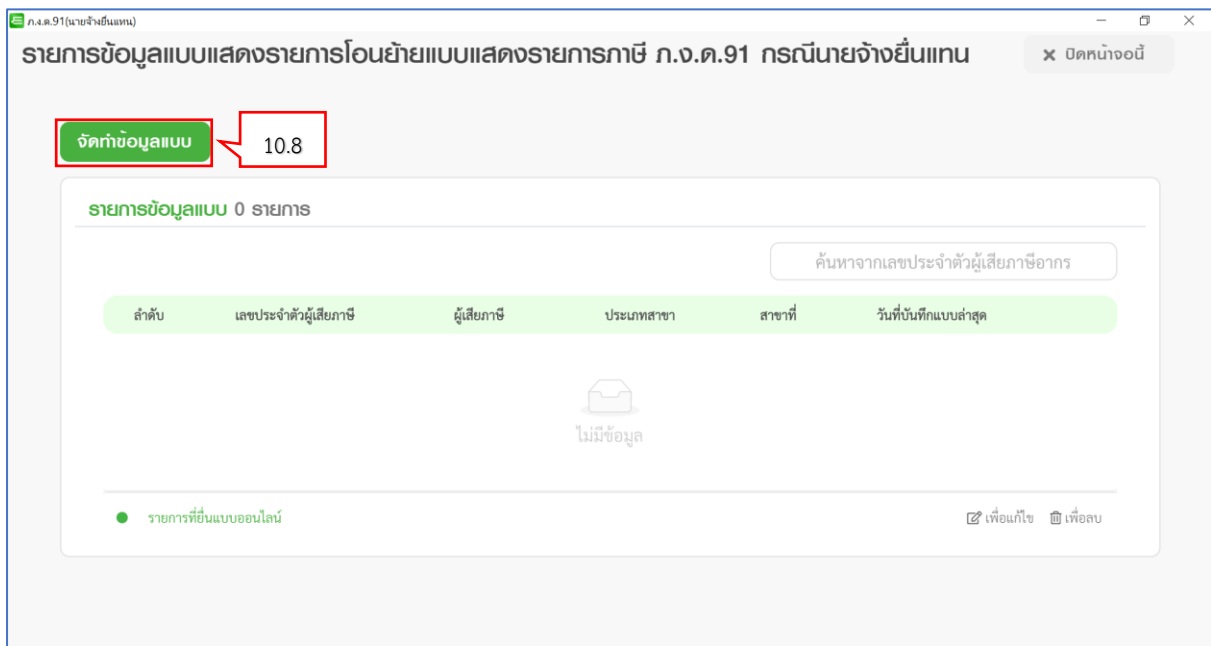 ภ.ง.ด.91(นายจ้างยื่นแทน)
รายการข้อมูลแบบแสดงรายการโอนย้ายแบบแสดงรายการภาษี ภ.ง.ด.91 กรณีนายจ้างยื่นแทน
ปิดหน้าจอนี้
จัดทำข้อมูลแบบ
10.8
รายการข้อมูลแบบ 0 รายการ
ค้นหาจากเลขประจำตัวผู้เสียภาษีอากร
ลำดับ เลขประจำตัวผู้เสียภาษี ผู้เสียภาษี ประเภทสาขา สาขาที่ วันที่บันทึกแบบล่าสุด
ไม่มีข้อมูล
รายการที่ยื่นแบบออนไลน์ เพื่อแก้ไข เพื่อลบ